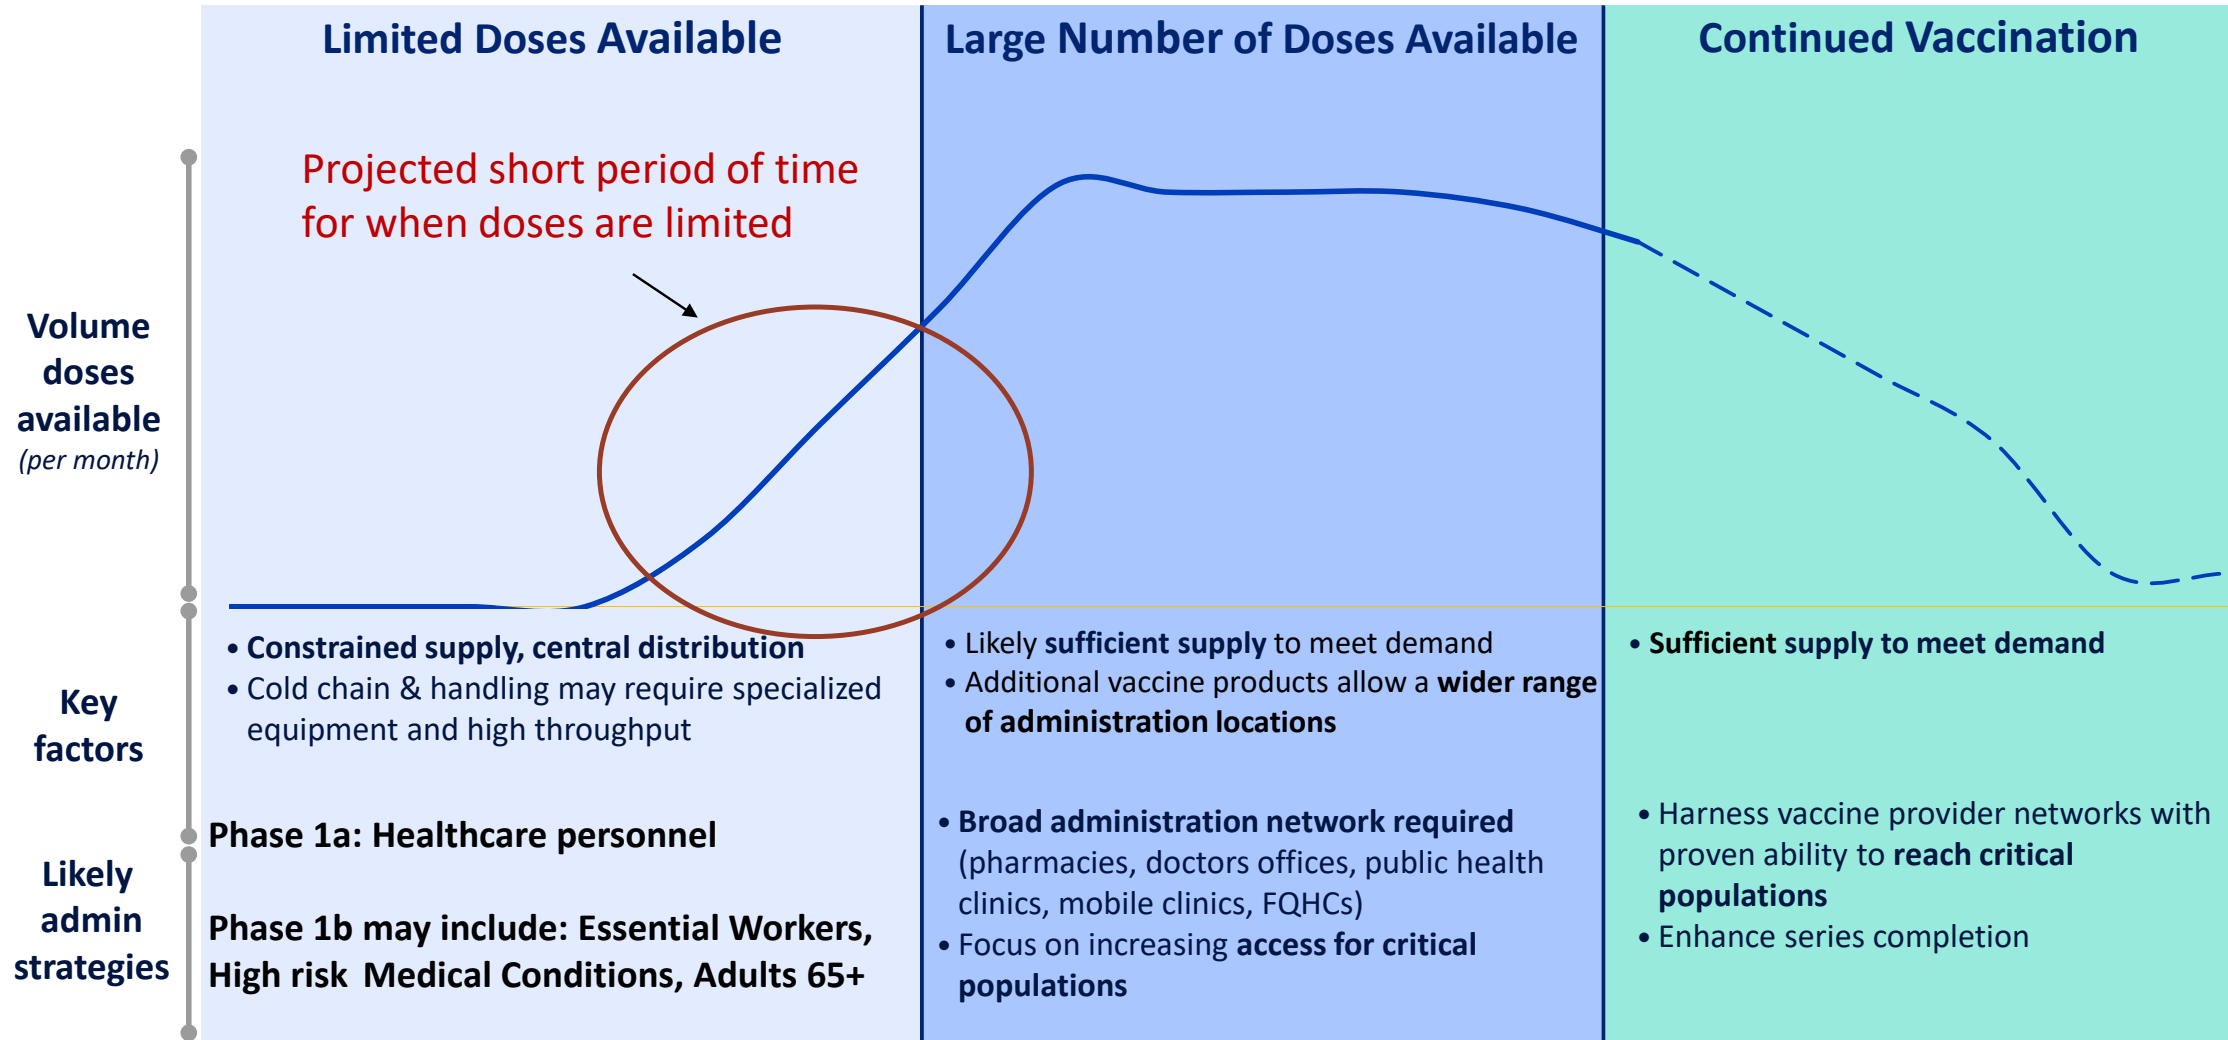 Limited Doses Available
Large Number of Doses Available
Continued Vaccination
Projected short period of time
for when doses are limited
Volume
doses
available
(per month)
Key
factors
• Constrained supply, central distribution
• Cold chain & handling may require specialized
equipment and high throughput
• Likely sufficient supply to meet demand
• Additional vaccine products allow a wider range
of administration locations
• Sufficient supply to meet demand
Likely
admin
strategies
Phase 1a: Healthcare personnel
Phase 1b may include: Essential Workers,
High risk Medical Conditions, Adults 65+
• Broad administration network required
(pharmacies, doctors offices, public health
clinics, mobile clinics, FQHCs)
• Focus on increasing access for critical
populations
• Harness vaccine provider networks with
proven ability to reach critical
populations
• Enhance series completion